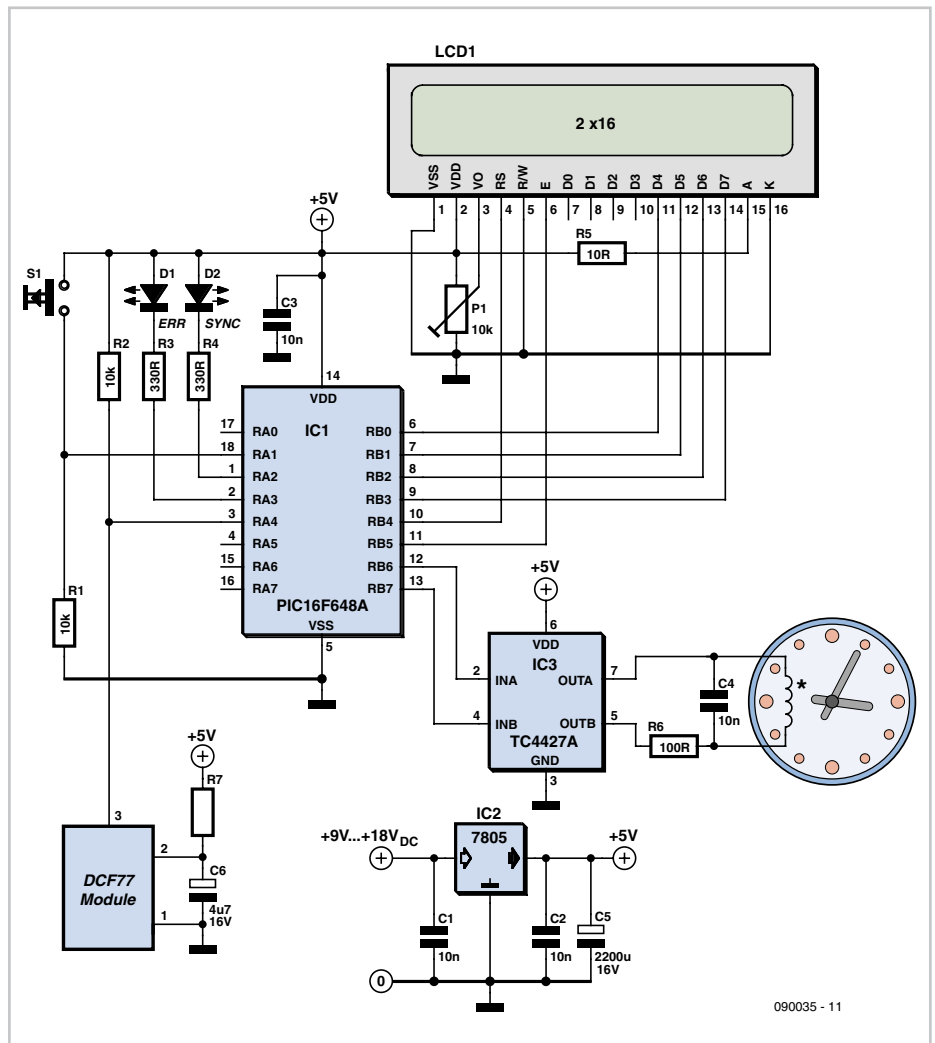 LCD1
2 x16
VSS VDD VO RS R/W E D0 D1 D2 D3 D4 D5 D6 D7 A K
1 2 3 4 5 6 7 8 9 10 11 12 13 14 15 16
+5V
R5
10R
S1
D1 D2
ERR SYNC
C3
10n
P1
10k
R2 R3 R4
10k 330R 330R
14
VDD
IC1
17 RA0 RB0 6
18 RA1 RB1 7
1 RA2 RB2 8
2 RA3 RB3 9
3 RA4 RB4 10
4 RA5 RB5 11
15 RA6 RB6 12
16 RA7 RB7 13
PIC16F648A
VSS
5
R1
10k
+5V
6
VDD
IC3
2 INA OUTA 7
4 INB OUTB 5
TC4427A
GND
3
C4
10n
R6
100R
*
+5V
R7
3
2
DCF77
Module
1
C6
4u7
16V
IC2
7805
+9V...+18VDC
+5V
C1
10n
C2
10n
C5
2200u
16V
0
090035 - 11